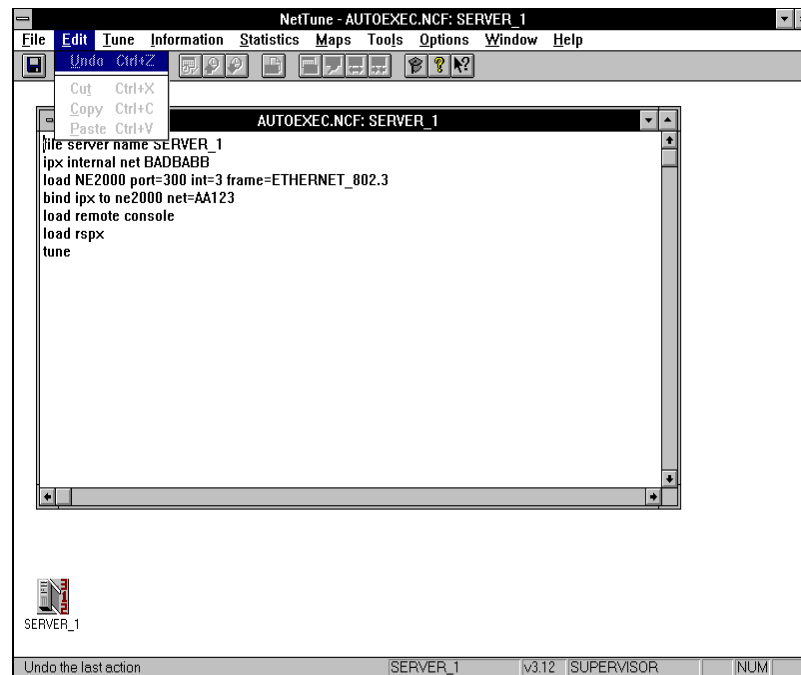 NetTune - AUTOEXEC.NCF: SERVER_1
File Edit Tune Information Statistics Maps Tools Options Window Help
Undo Ctrl+Z
Cut Ctrl+X
Copy Ctrl+C
Paste Ctrl+V
AUTOEXEC.NCF: SERVER_1
file server name SERVER_1
ipx internal net BADBABB
load NE2000 port=300 int=3 frame=ETHERNET_802.3
bind ipx to ne2000 net=AA123
load remote console
load rspx
tune
SERVER_1
Undo the last action SERVER_1 v3.12 SUPERVISOR NUM